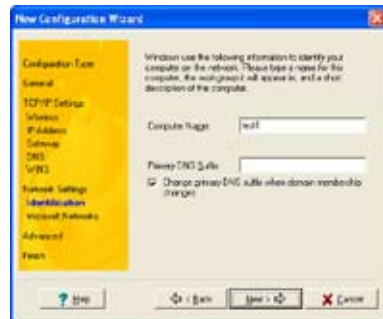 New Configuration Wizard
Configuration Type
General
TCP/IP Settings
Wireless
IP Address
Gateway
DNS
WINS
Network Settings
Identification
Microsoft Networks
Advanced
Finish
Windows use the following information to identify your
computer on the network. Please type a name for this
computer, the workgroup it will appear in, and a short
description of the computer.
Computer Name:
Primary DNS Suffix
Change primary DNS suffix when domain membership
changes
? Help
< Back
Next >
X Cancel